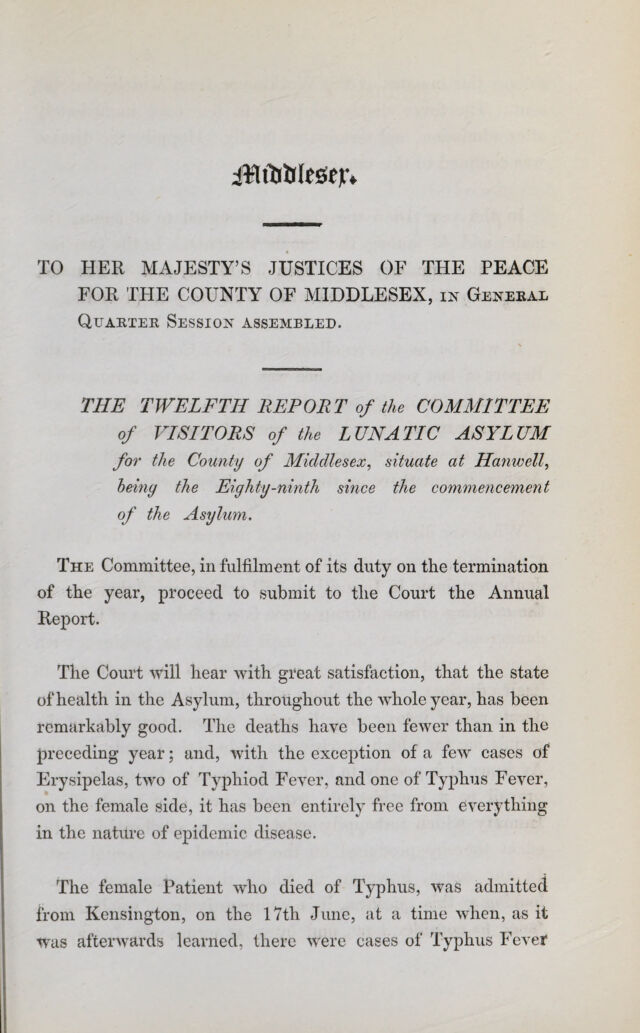 Middlesex.
TO HER MAJESTY'S JUSTICES OF THE PEACE
FOR THE COUNTY OF MIDDLESEX, IN GENERAL
QUARTER SESSION ASSEMBLED.
THE TWELFTH REPORT of the COMMITTEE
of VISITORS of the LUNATIC ASYLUM
for the County of Middlesex, situate at Hanwell,
being the Eighty-ninth since the commencement
of the Asylum.
THE Committee, in fulfilment of its duty on the termination
of the year, proceed to submit to the Court the Annual
Report.
The Court will hear with great satisfaction, that the state
of health in the Asylum, throughout the whole year, has been
remarkably good. The deaths have been fewer than in the
preceding year; and, with the exception of a few cases of
Erysipelas, two of Typhiod Fever, and one of Typhus Fever,
on the female side, it has been entirely free from everything
in the nature of epidemic disease.
The female Patient who died of Typhus, was admitted
from Kensington, on the 17th June, at a time when, as it
was afterwards learned, there were cases of Typhus Fever